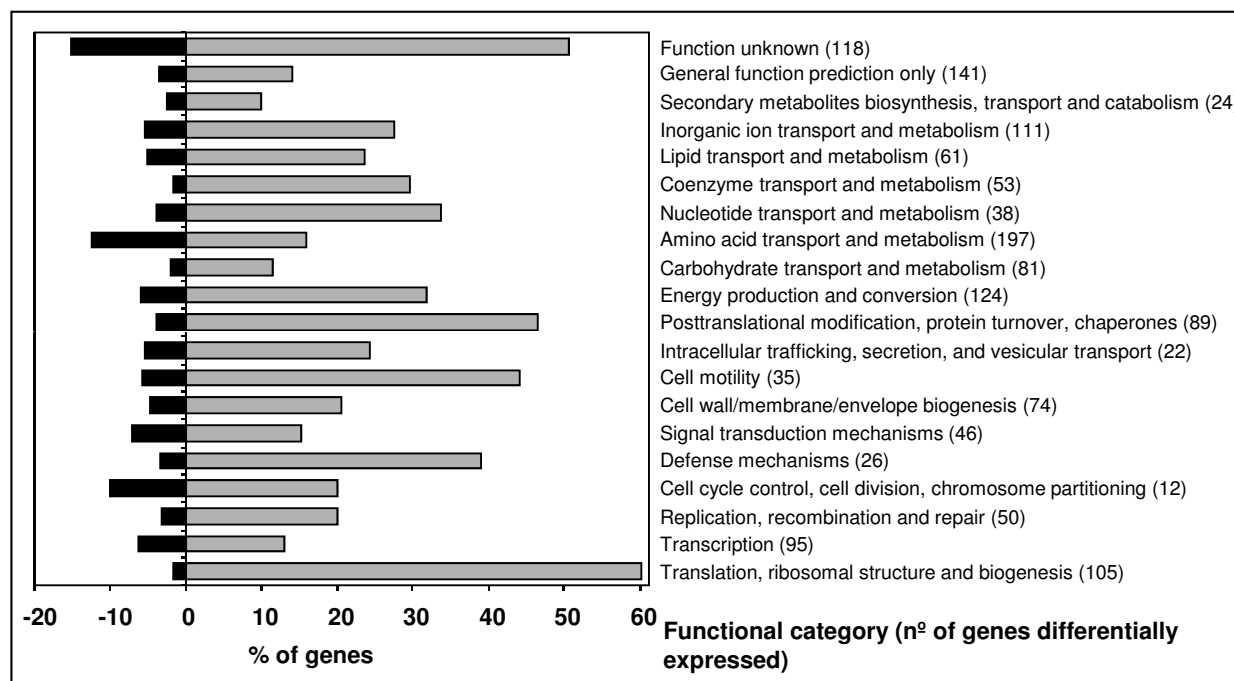 Function unknown (118)
General function prediction only (141)
Secondary metabolites biosynthesis, transport and catabolism (24)
Inorganic ion transport and metabolism (111)
Lipid transport and metabolism (61)
Coenzyme transport and metabolism (53)
Nucleotide transport and metabolism (38)
Amino acid transport and metabolism (197)
Carbohydrate transport and metabolism (81)
Energy production and conversion (124)
Posttranslational modification, protein turnover, chaperones (89)
Intracellular trafficking, secretion, and vesicular transport (22)
Cell motility (35)
Cell wall/membrane/envelope biogenesis (74)
Signal transduction mechanisms (46)
Defense mechanisms (26)
Cell cycle control, cell division, chromosome partitioning (12)
Replication, recombination and repair (50)
Transcription (95)
Translation, ribosomal structure and biogenesis (105)
-20 -10 0 10 20 30 40 50 60
% of genes
Functional category (nº of genes differentially
expressed)